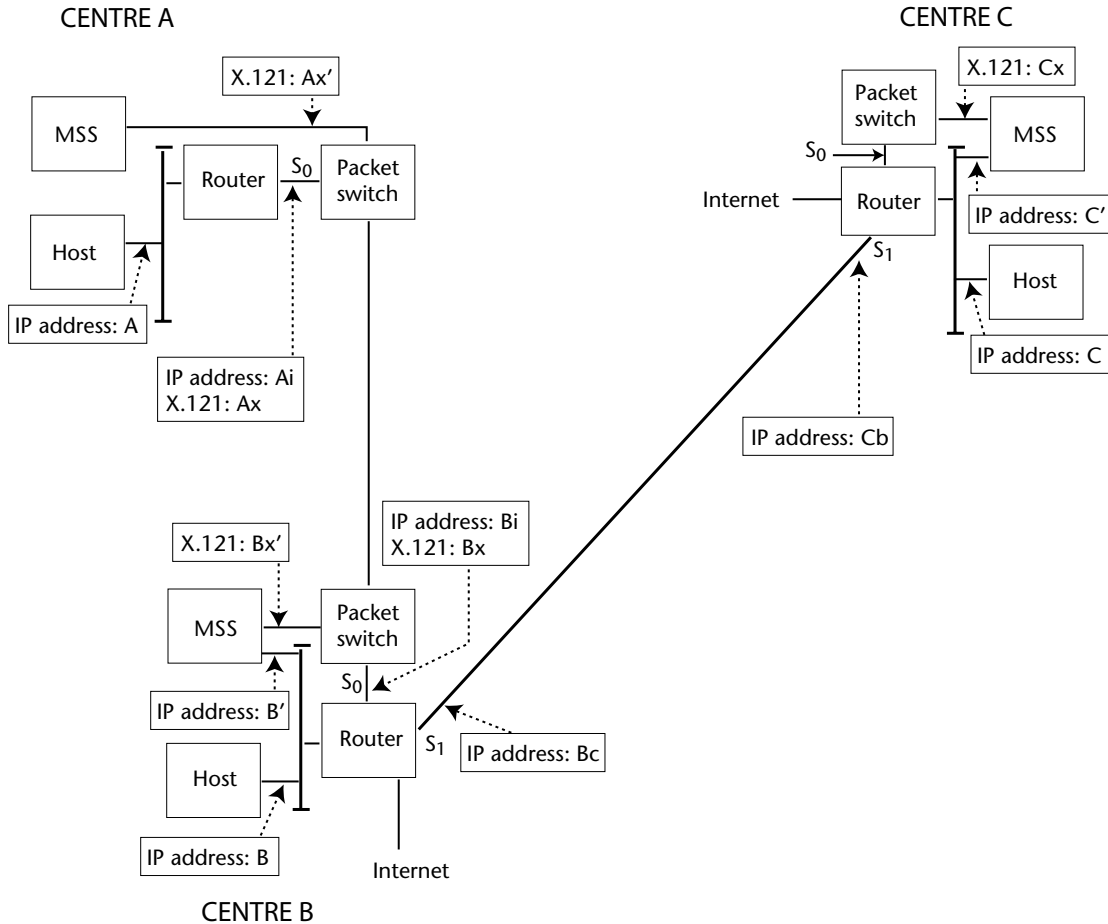 CENTRE A
X.121: Ax′
MSS
Router
S0
Packet
switch
Host
IP address: A
IP address: Ai
X.121: Ax
CENTRE C
X.121: Cx
Packet
switch
MSS
S0
Internet
Router
IP address: C′
S1
Host
IP address: C
IP address: Cb
IP address: Bi
X.121: Bx
X.121: Bx′
MSS
Packet
switch
S0
IP address: B′
Router
S1
IP address: Bc
Host
IP address: B
Internet
CENTRE B